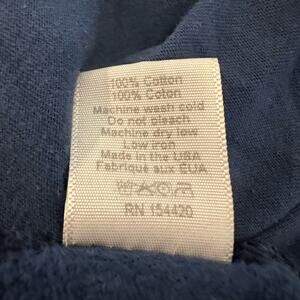 100% Cotton
100% Coton
Machine wash cold
Do not bleach
Machine dry low
Low iron
Made in the USA
Fabriqué aux ÉUA
RN 154420